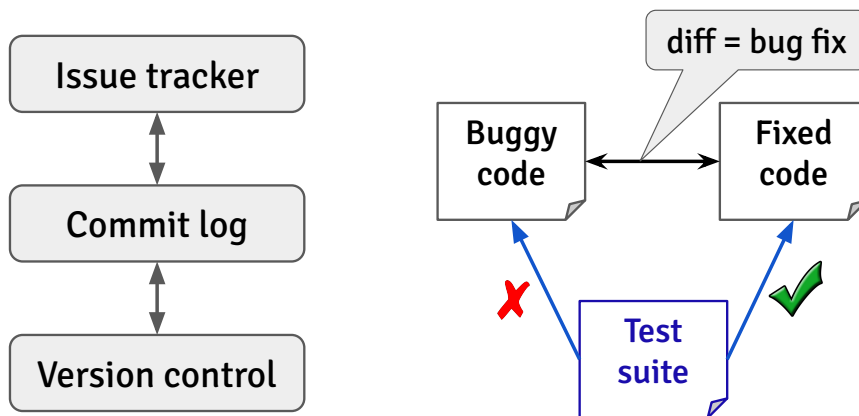 Issue tracker
Commit log
Version control
diff = bug fix
Buggy
code
Fixed
code
Test
suite